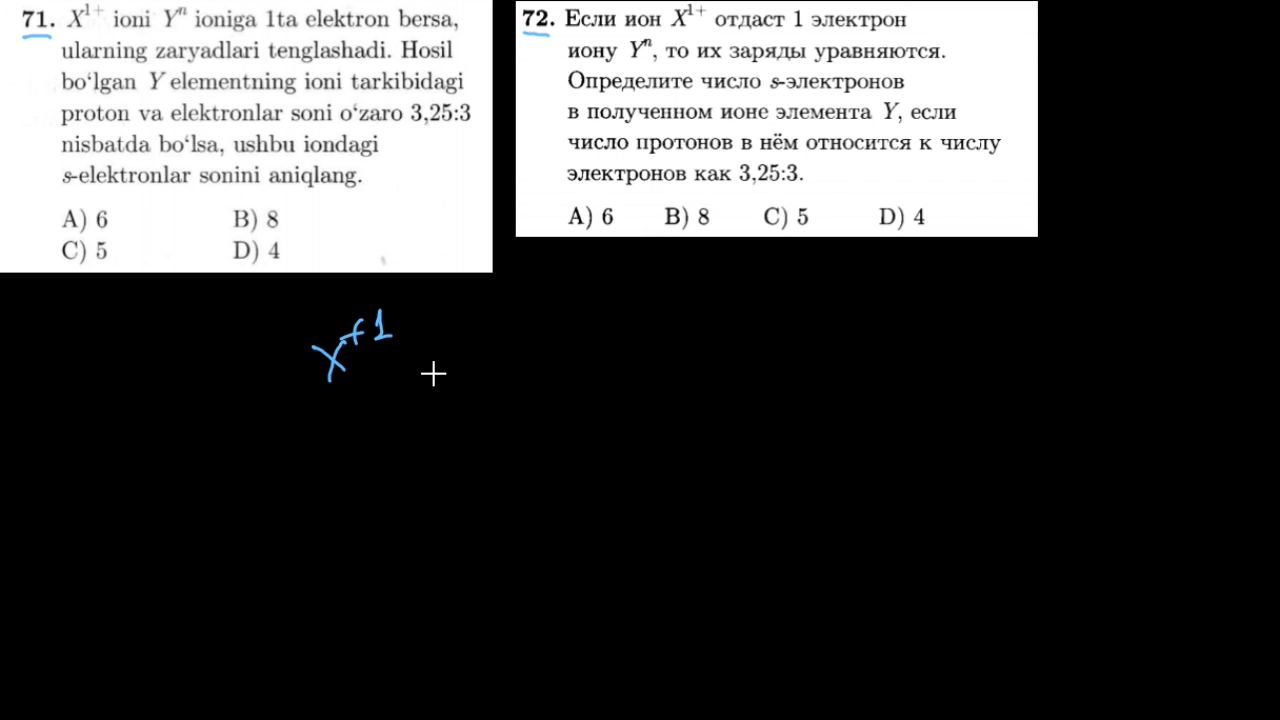 71. X¹⁺ ioni Yⁿ ioniga 1ta elektron bersa,
ularning zaryadlari tenglashadi. Hosil
bo‘lgan Y elementning ioni tarkibidagi
proton va elektronlar soni o‘zaro 3,25:3
nisbatda bo‘lsa, ushbu iondagi
s-elektronlar sonini aniqlang.
A) 6 B) 8
C) 5 D) 4
72. Если ион X¹⁺ отдаст 1 электрон
иону Yⁿ, то их заряды уравняются.
Определите число s-электронов
в полученном ионе элемента Y, если
число протонов в нём относится к числу
электронов как 3,25:3.
A) 6 B) 8 C) 5 D) 4
X⁺¹